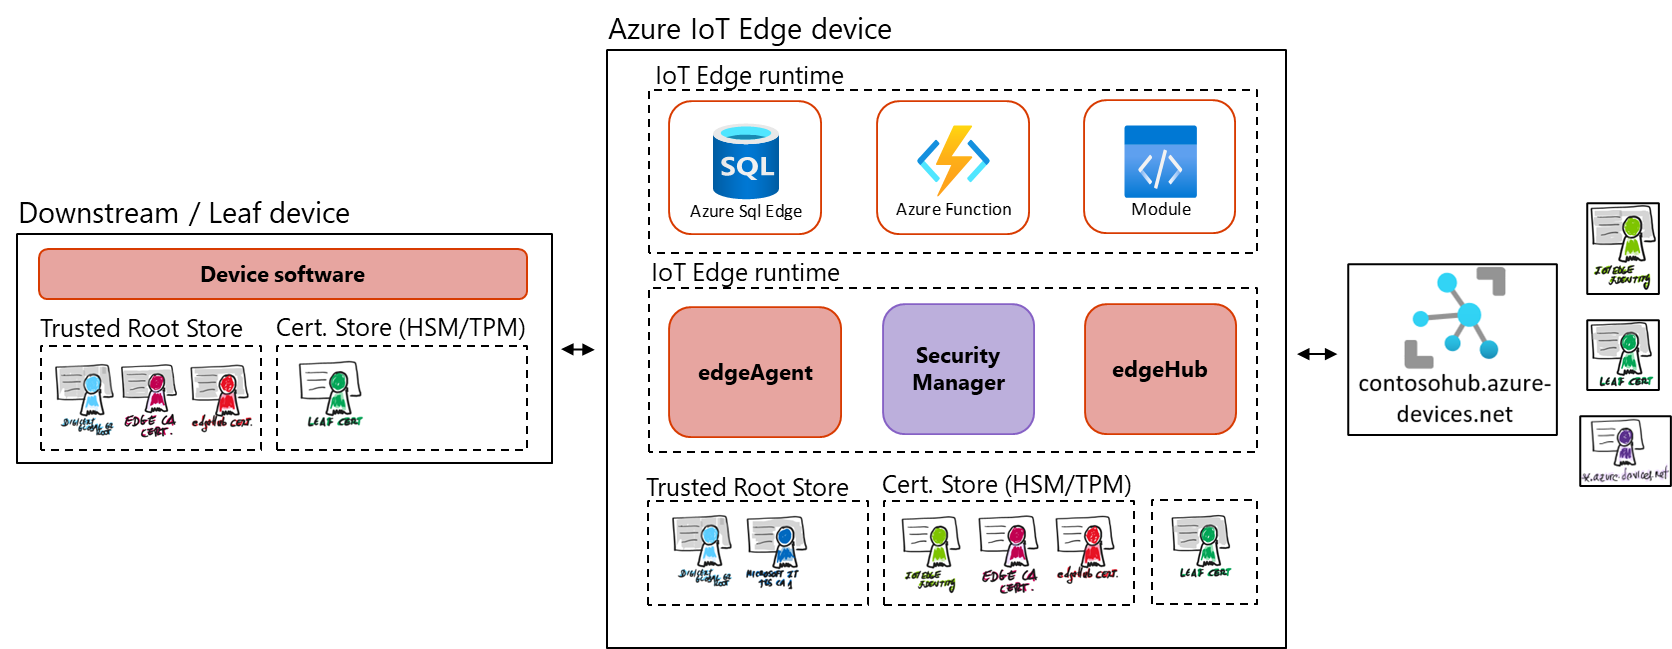 Azure IoT Edge device
IoT Edge runtime
SQL
Azure Sql Edge
Azure Function
Module
Downstream / Leaf device
Device software
Trusted Root Store
Cert. Store (HSM/TPM)
DIGICERT
GLOBAL G2
ROOT
EDGE CA
CERT.
edgeHub CERT.
LEAF CERT
IoT Edge runtime
edgeAgent
Security
Manager
edgeHub
Trusted Root Store
Cert. Store (HSM/TPM)
DIGICERT
GLOBAL G2
ROOT
MICROSOFT IT
TLS CA 1
IOT EDGE
IDENTITY
EDGE CA
CERT.
edgeHub CERT.
LEAF CERT
contosohub.azure-
devices.net
IOT EDGE
IDENTITY
LEAF CERT
*.azure-devices.net